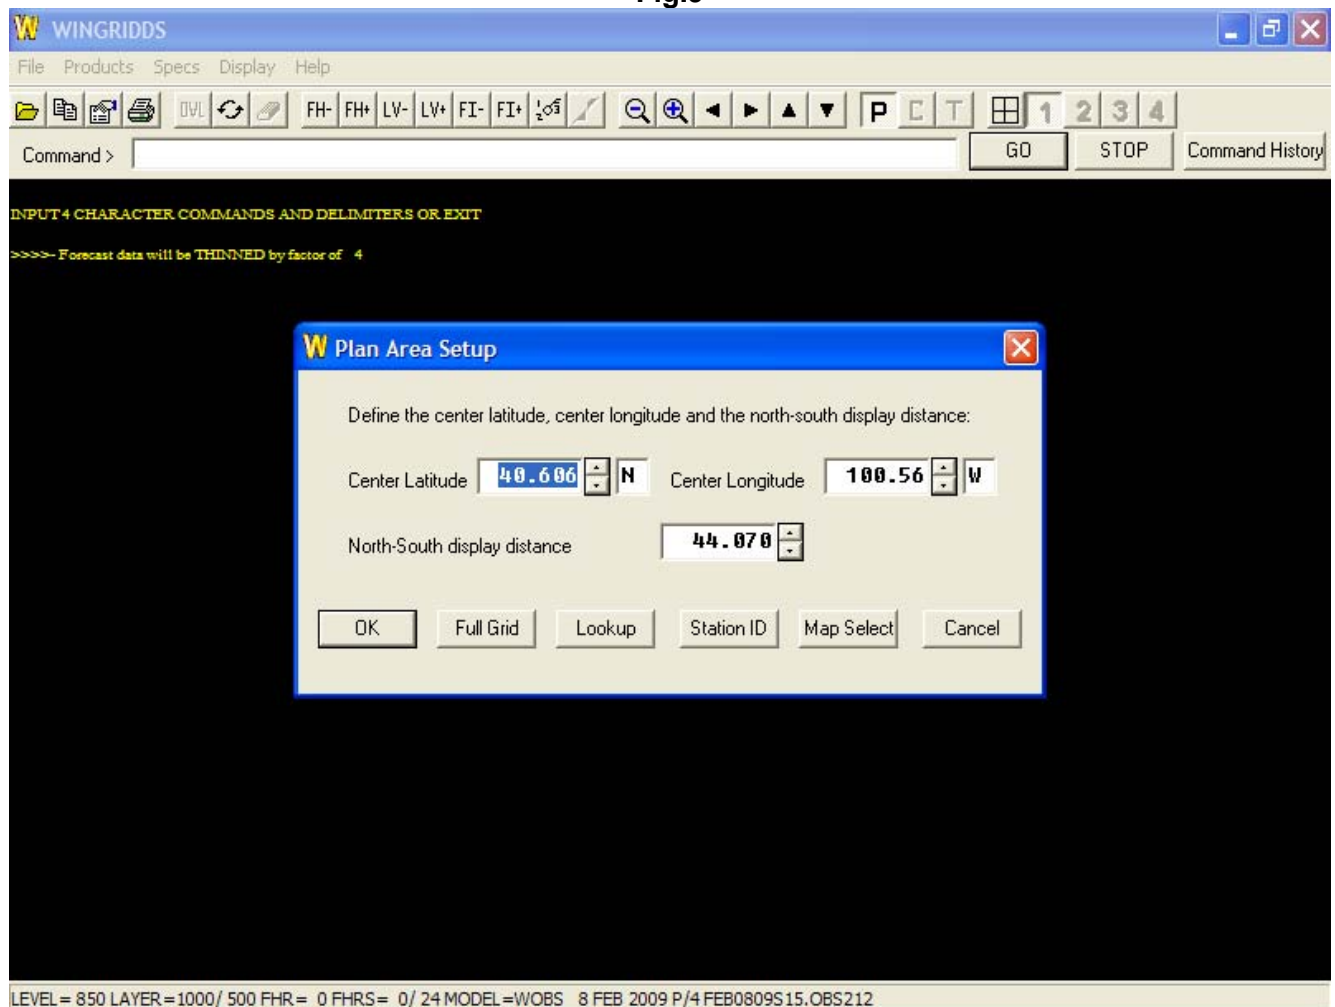 WINGRIDDS
File Products Specs Display Help
OVL FH- FH+ LV- LV+ FI- FI+ P C T 1 2 3 4
Command > GO STOP Command History
INPUT 4 CHARACTER COMMANDS AND DELIMITERS OR EXIT
>>>>- Forecast data will be THINNED by factor of 4
W Plan Area Setup
Define the center latitude, center longitude and the north-south display distance:
Center Latitude 40.606 N Center Longitude 100.56 W
North-South display distance 44.070
OK Full Grid Lookup Station ID Map Select Cancel
LEVEL= 850 LAYER=1000/ 500 FHR= 0 FHRS= 0/ 24 MODEL=WOBS 8 FEB 2009 P/4 FEB0809S15.OBS212